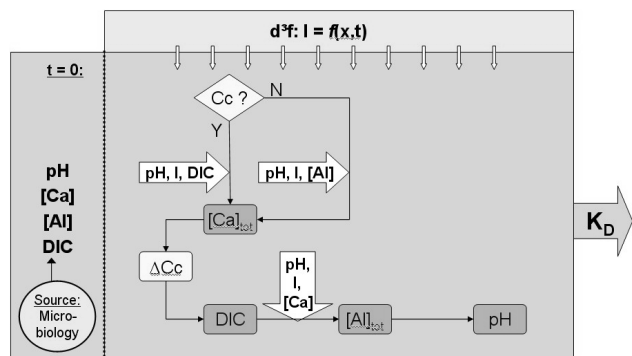 d³f: I = f(x,t)
t = 0:
Cc ?
N
Y
pH, I, DIC
pH, I, [Al]
pH
[Ca]
[Al]
DIC
[Ca]tot
KD
ΔCc
pH,
I,
[Ca]
Source:
Micro-
biology
DIC
[Al]tot
pH